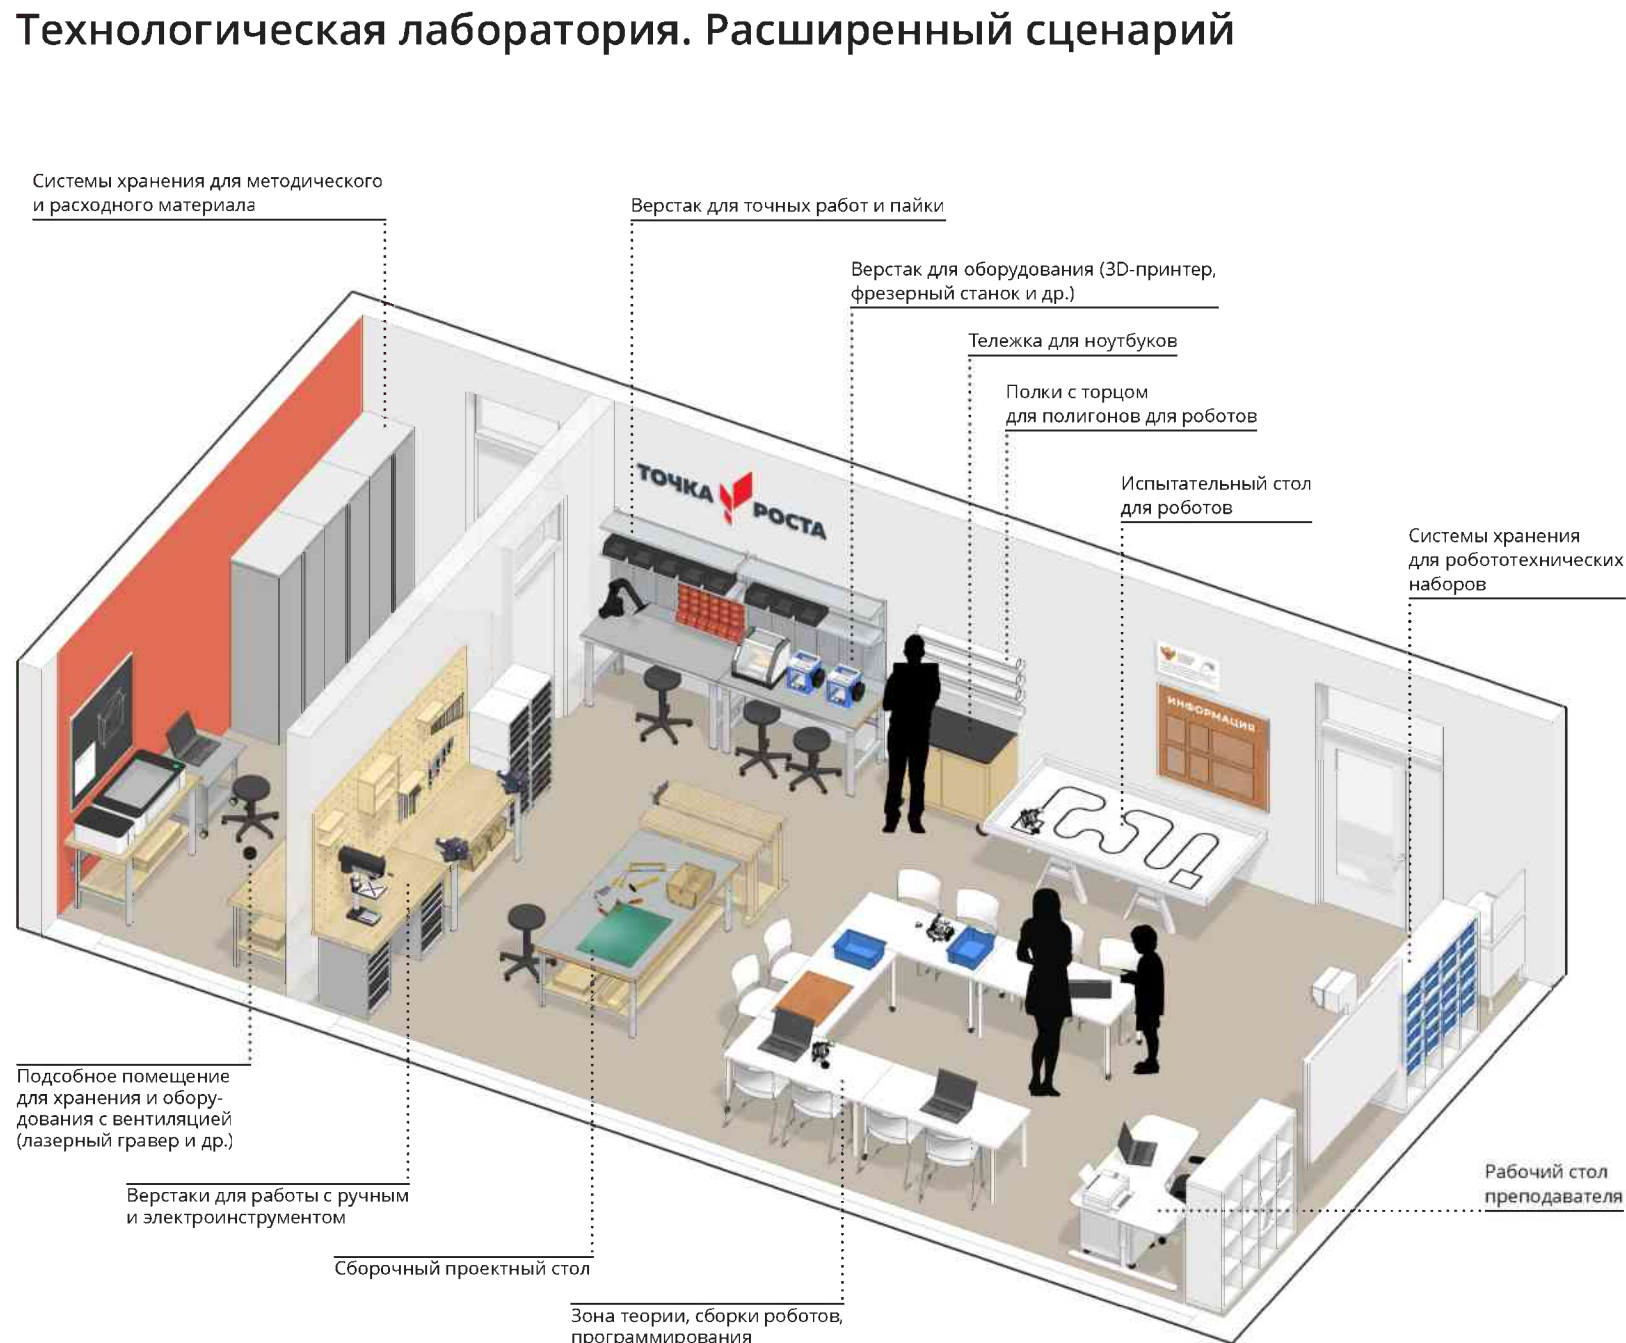 Технологическая лаборатория. Расширенный сценарий
Системы хранения для методического
и расходного материала
Верстак для точных работ и пайки
Верстак для оборудования (3D-принтер,
фрезерный станок и др.)
Тележка для ноутбуков
Полки с торцом
для полигонов для роботов
Испытательный стол
для роботов
Системы хранения
для робототехнических
наборов
ТОЧКА
РОСТА
ИНФОРМАЦИЯ
Подсобное помещение
для хранения и обору-
дования с вентиляцией
(лазерный гравер и др.)
Верстаки для работы с ручным
и электроинструментом
Сборочный проектный стол
Зона теории, сборки роботов,
программирования
Рабочий стол
преподавателя